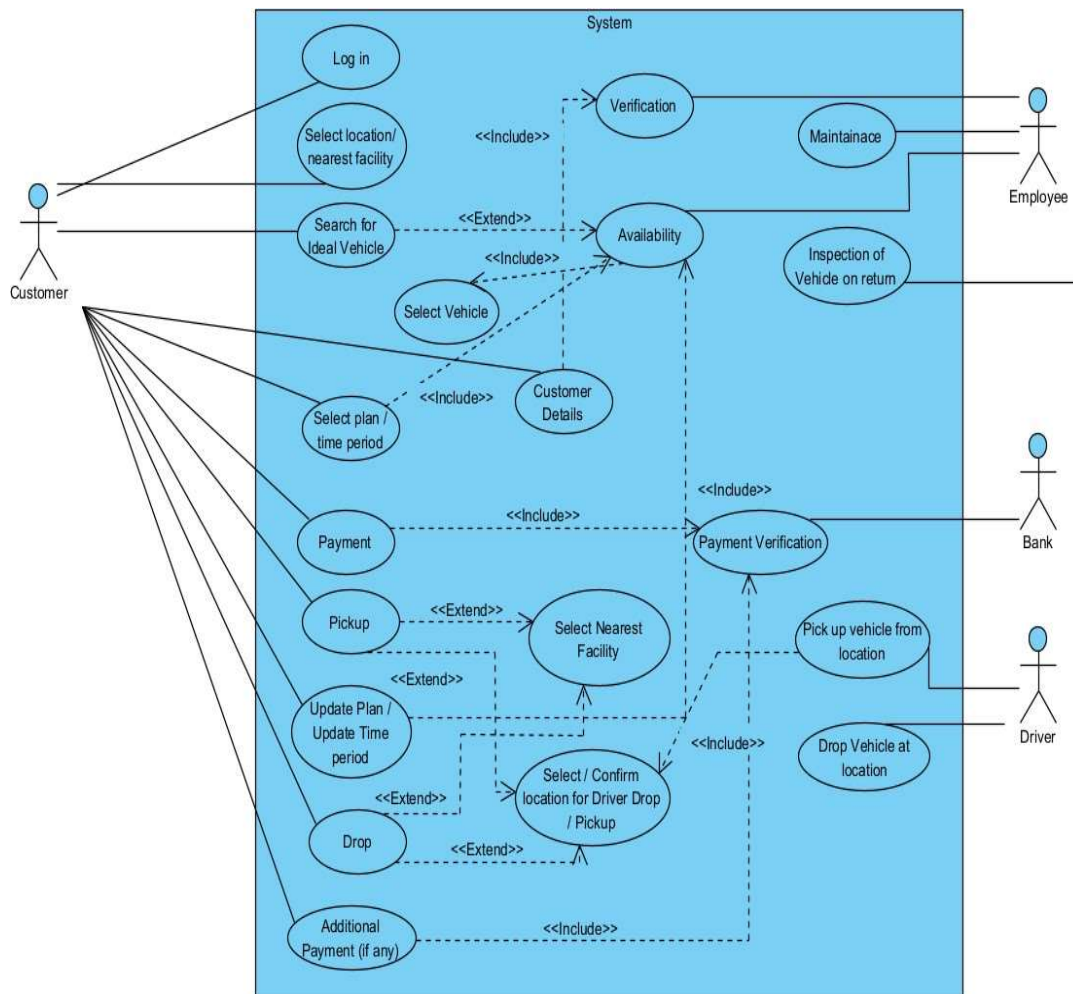 System
Log in
Verification
<<Include>>
Maintainace
Select location/
nearest facility
Employee
Search for
Ideal Vehicle
<<Extend>>
Availability
Customer
<<Include>>
Inspection of
Vehicle on return
Select Vehicle
<<Include>>
Customer
Details
Select plan /
time period
<<Include>>
<<Include>>
Payment
Payment Verification
Bank
Pickup
<<Extend>>
Select Nearest
Facility
Pick up vehicle from
location
<<Extend>>
Update Plan /
Update Time
period
<<Include>>
Driver
Drop Vehicle at
location
Select / Confirm
location for Driver Drop
/ Pickup
<<Extend>>
Drop
<<Extend>>
Additional
Payment (if any)
<<Include>>